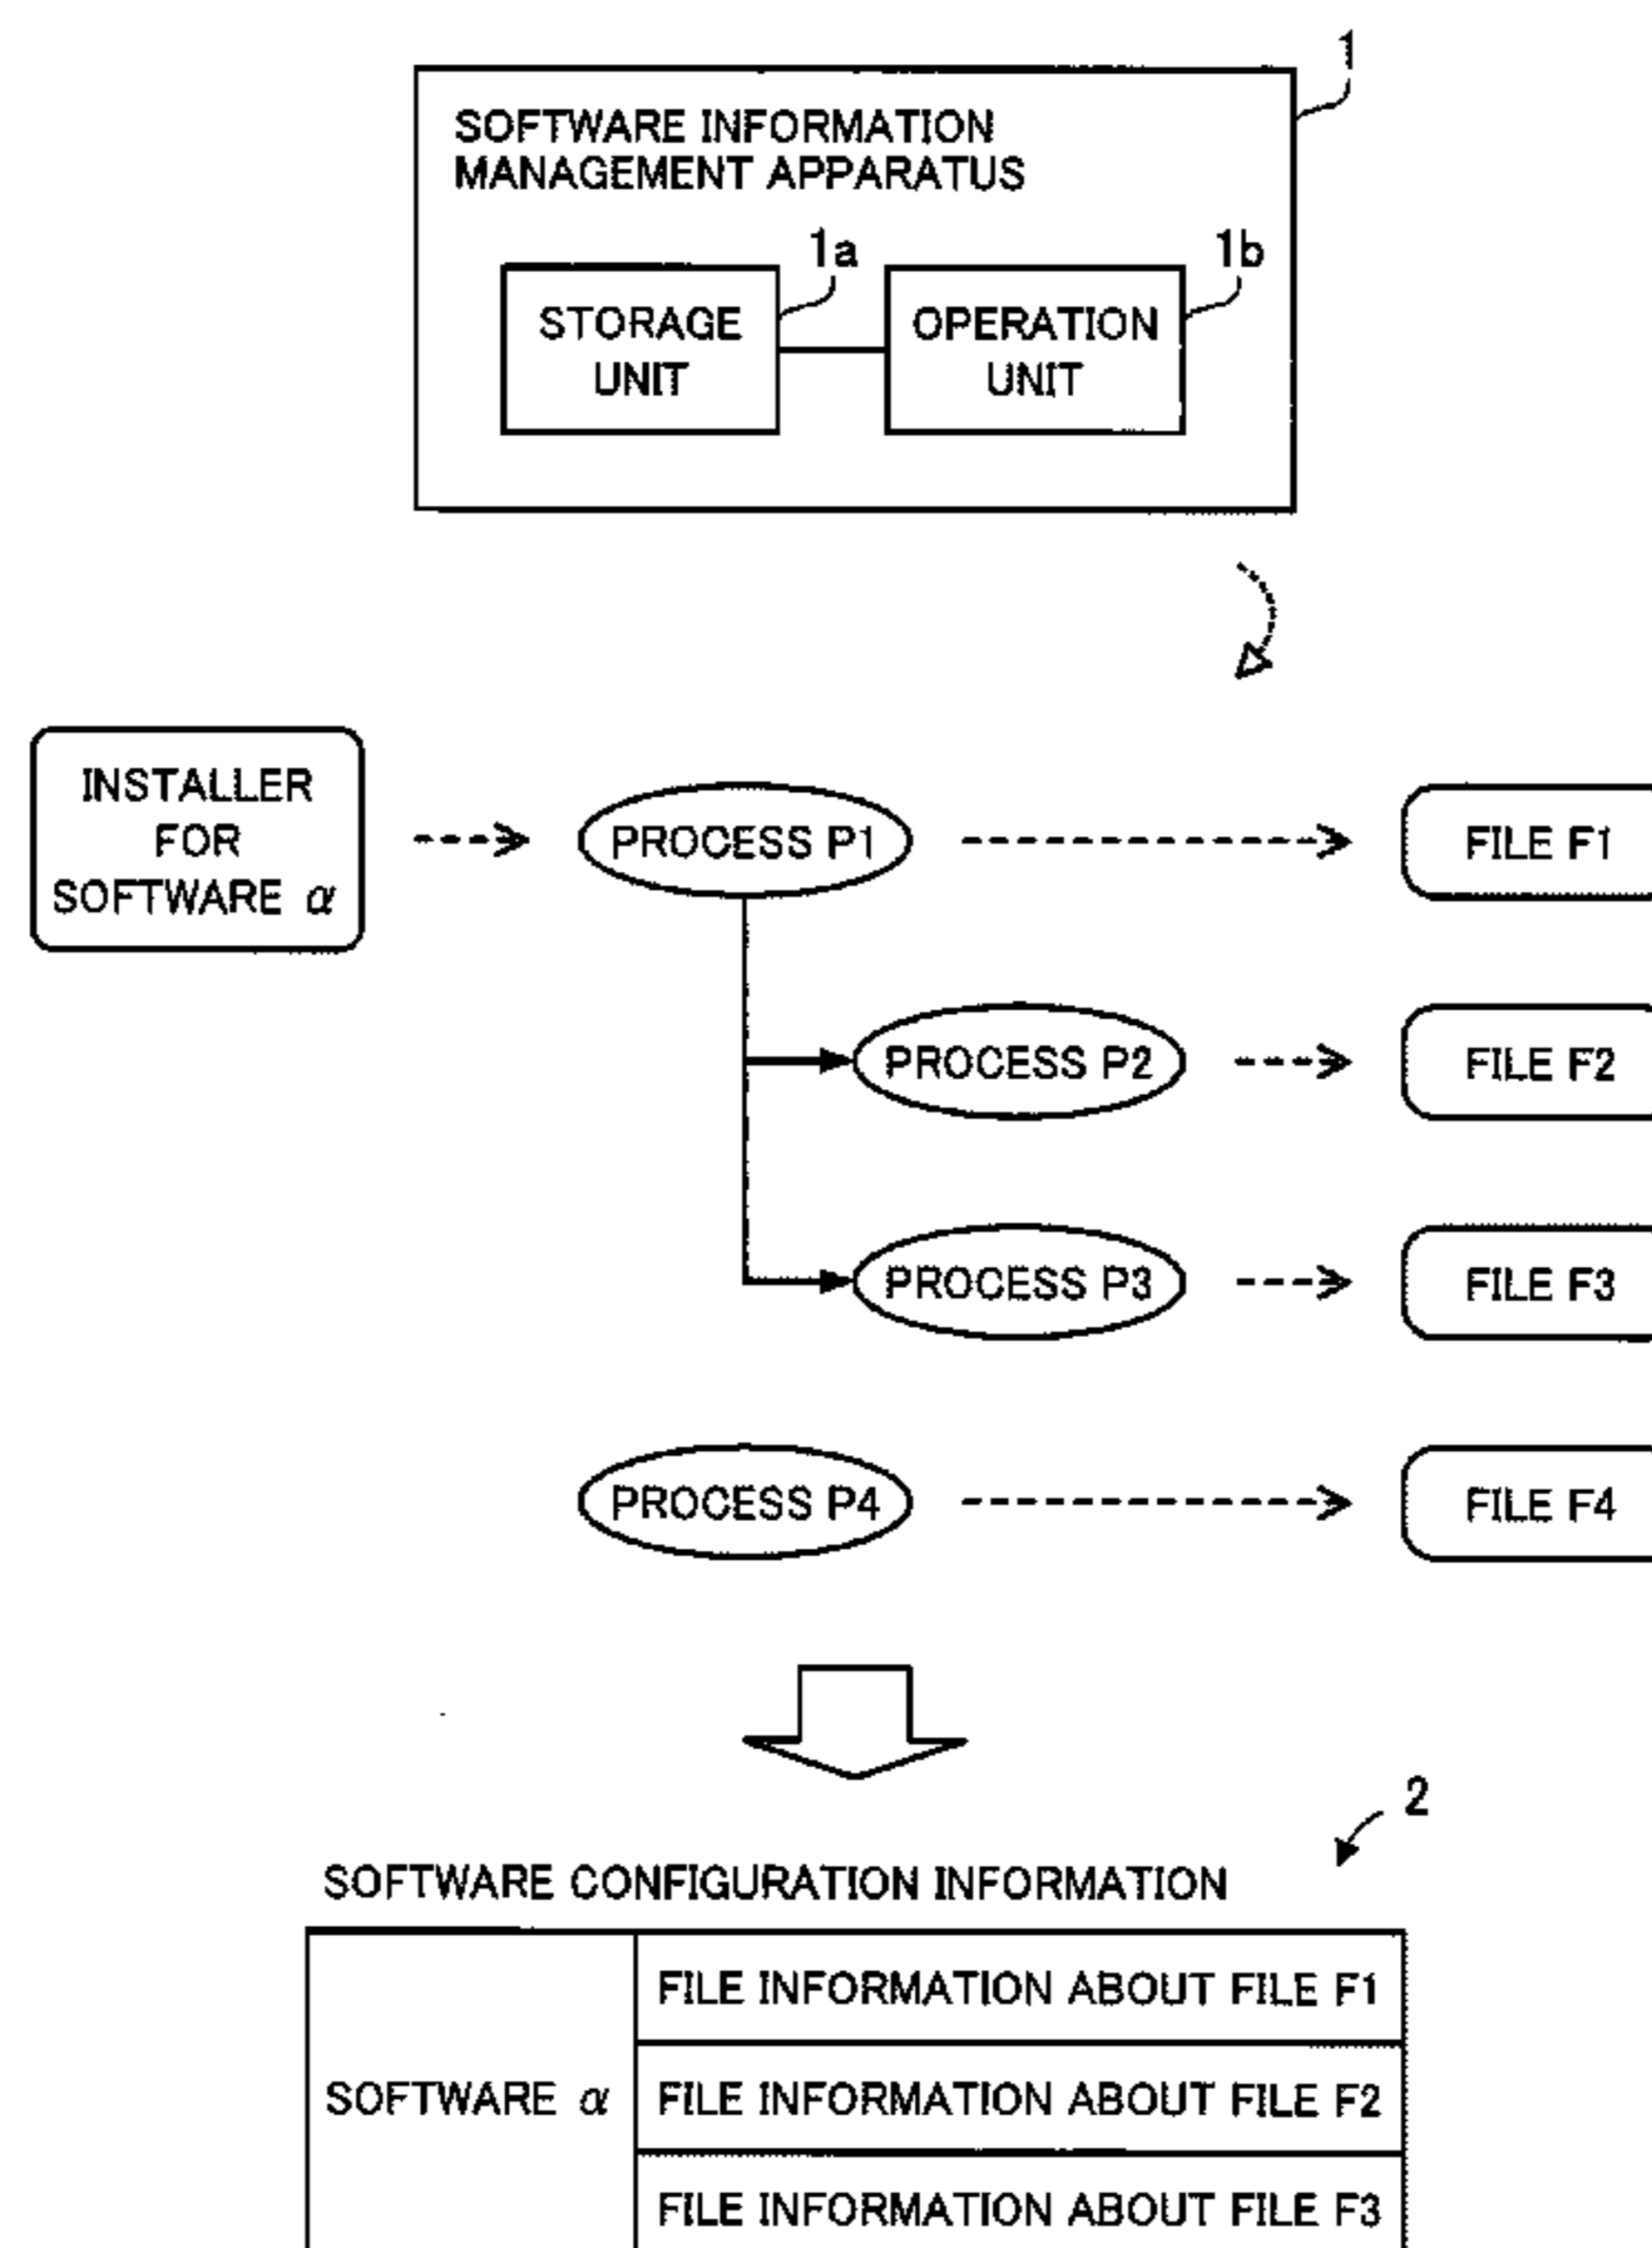 1
SOFTWARE INFORMATION
MANAGEMENT APPARATUS
1a
1b
STORAGE
UNIT
OPERATION
UNIT
INSTALLER
FOR
SOFTWARE α
PROCESS P1
FILE F1
PROCESS P2
FILE F2
PROCESS P3
FILE F3
PROCESS P4
FILE F4
2
SOFTWARE CONFIGURATION INFORMATION
SOFTWARE α
FILE INFORMATION ABOUT FILE F1
FILE INFORMATION ABOUT FILE F2
FILE INFORMATION ABOUT FILE F3